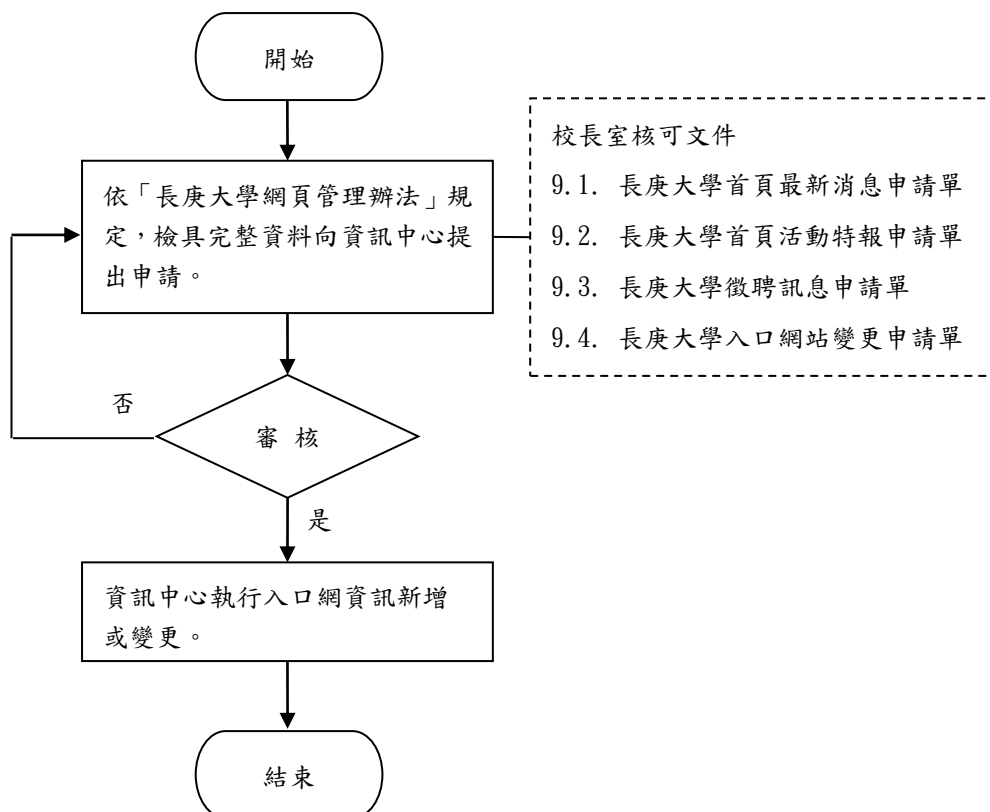 開始
依「長庚大學網頁管理辦法」規
定，檢具完整資料向資訊中心提
出申請。
校長室核可文件
9.1. 長庚大學首頁最新消息申請單
9.2. 長庚大學首頁活動特報申請單
9.3. 長庚大學徵聘訊息申請單
9.4. 長庚大學入口網站變更申請單
否
審 核
是
資訊中心執行入口網資訊新增
或變更。
結束